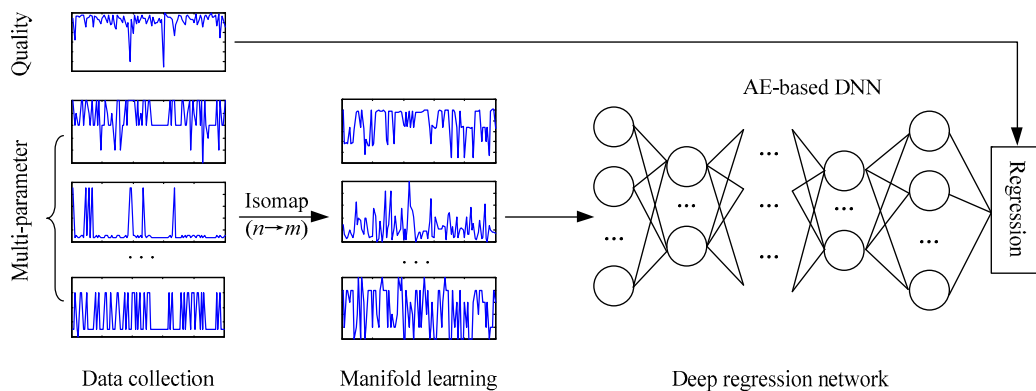 Quality
Multi-parameter
. . .
Isomap
(n→m)
. . .
AE-based DNN
...
...
...
...
...
...
Regression
Data collection
Manifold learning
Deep regression network